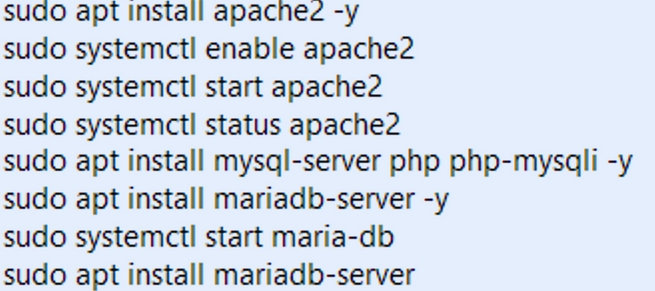 sudo apt install apache2 -y
sudo systemctl enable apache2
sudo systemctl start apache2
sudo systemctl status apache2
sudo apt install mysql-server php php-mysqli -y
sudo apt install mariadb-server -y
sudo systemctl start maria-db
sudo apt install mariadb-server